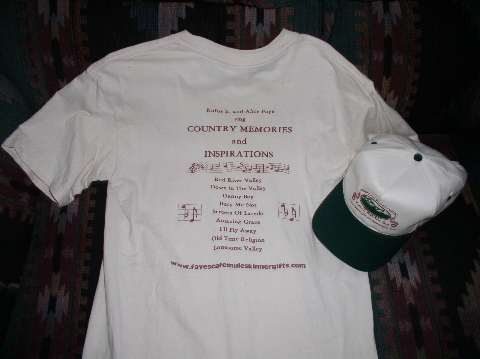 Rufus R. and Alice Faye
sing
COUNTRY MEMORIES
and
INSPIRATIONS
Red River Valley
Down In The Valley
Danny Boy
Bury Me Not
Streets Of Laredo
Amazing Grace
I'll Fly Away
Old Time Religion
Lonesome Valley
www.fayescafemuleskinnergifts.com